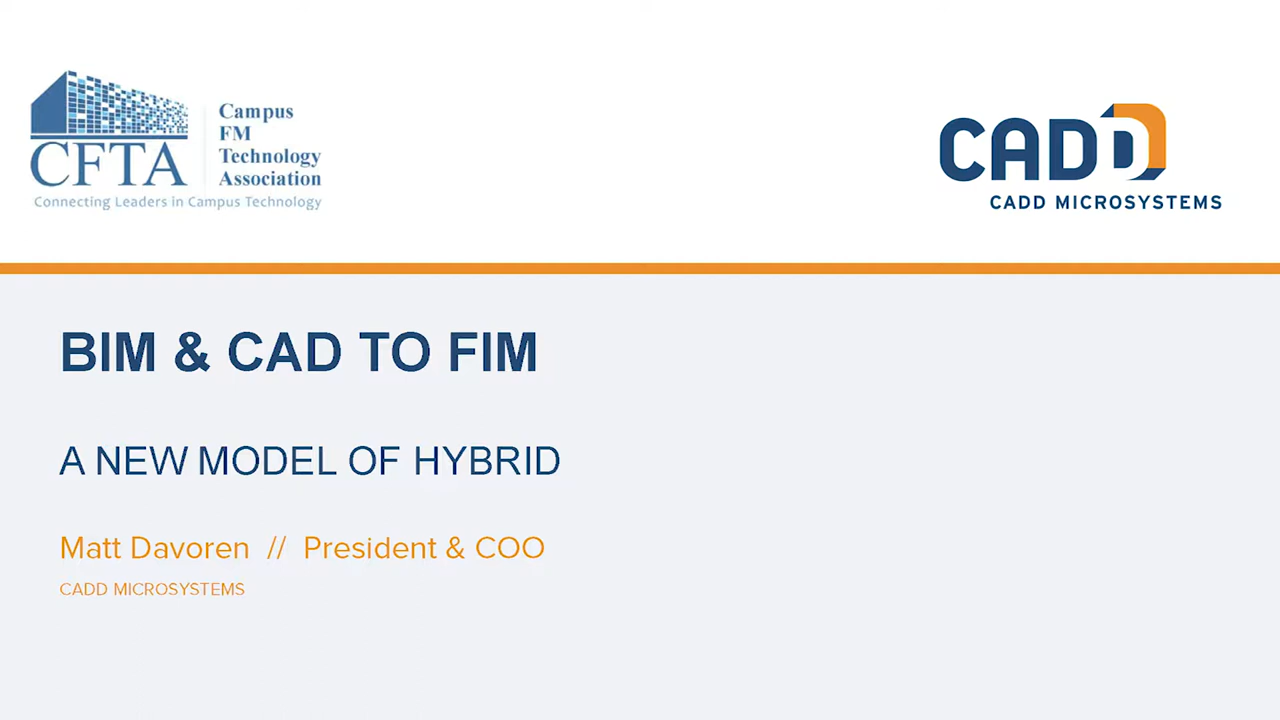 CFTA
Campus
FM
Technology
Association
Connecting Leaders in Campus Technology
CADD
CADD MICROSYSTEMS
BIM & CAD TO FIM
A NEW MODEL OF HYBRID
Matt Davoren // President & COO
CADD MICROSYSTEMS